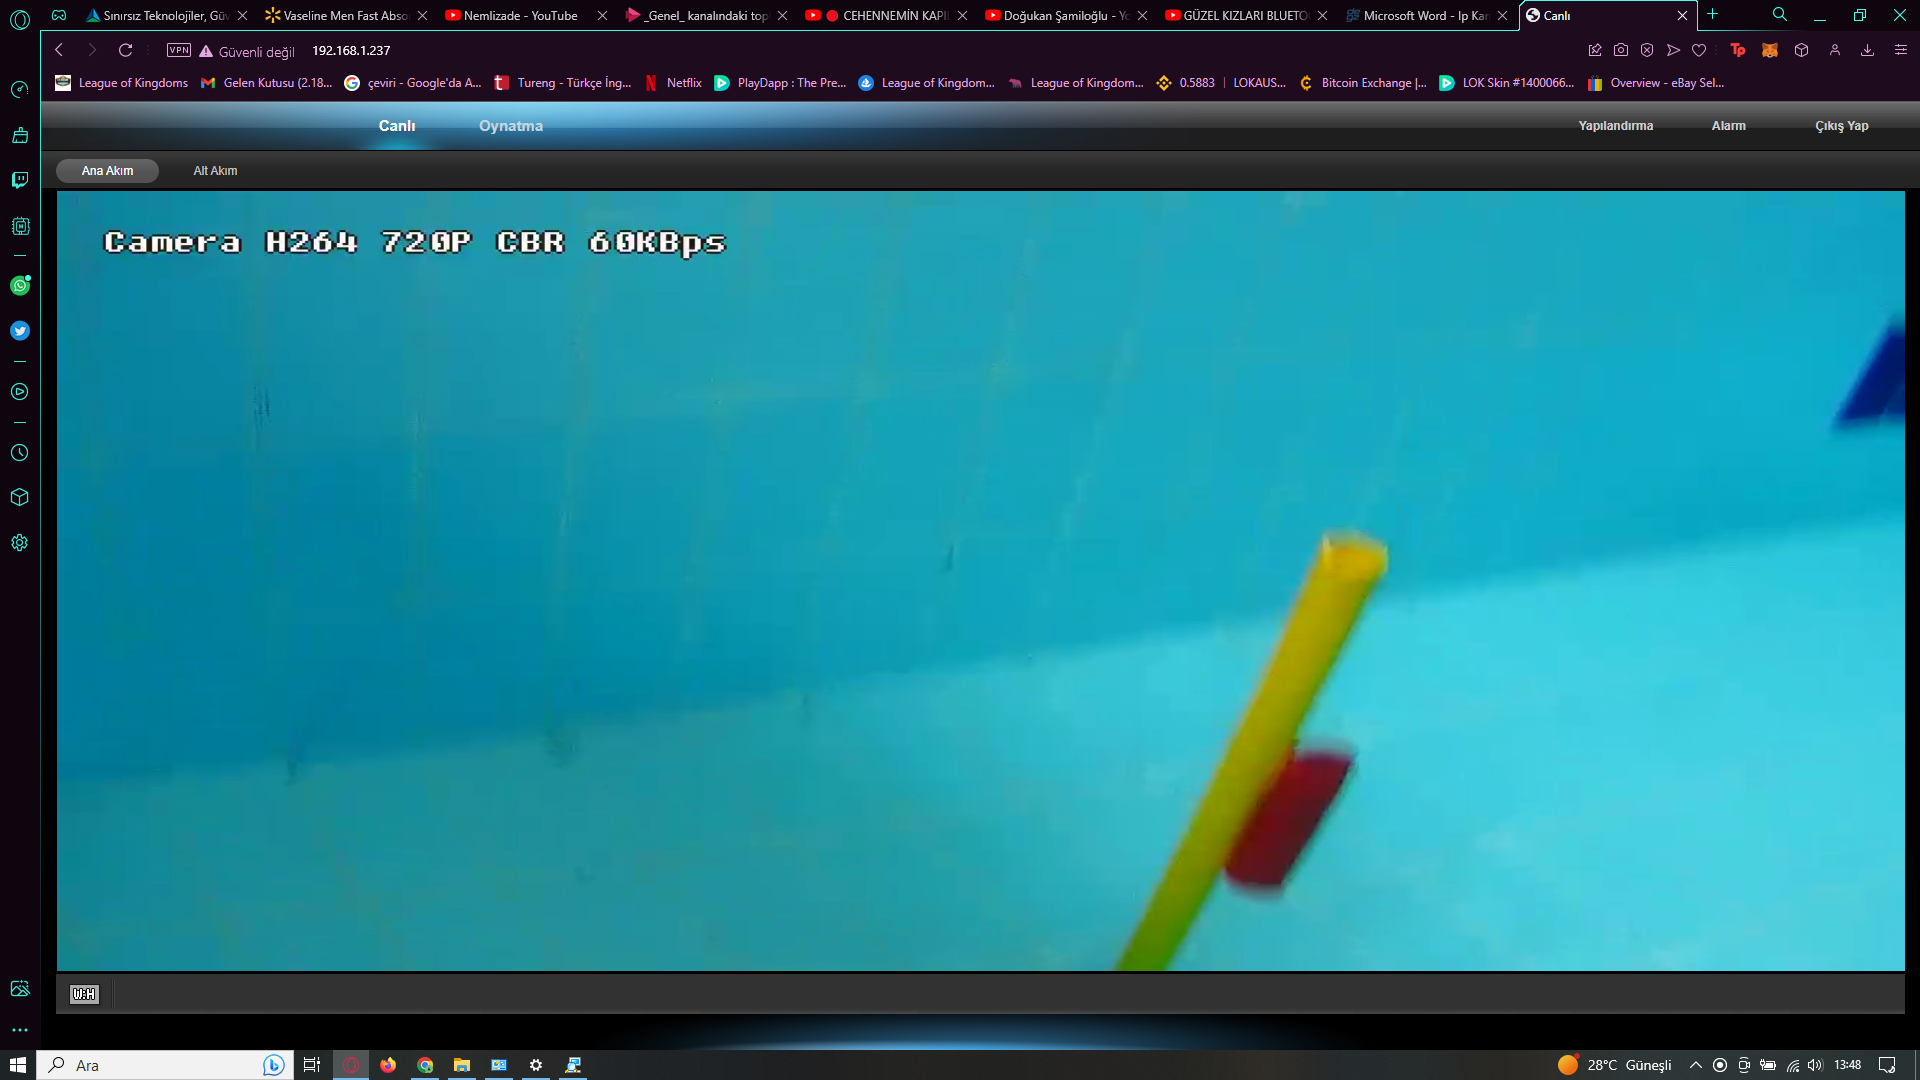 Sınırsız Teknolojiler, Güv
Vaseline Men Fast Abso
Nemlizade - YouTube
_Genel_ kanalındaki top
CEHENNEMİN KAPI
Doğukan Şamiloğlu - Yo
GÜZEL KIZLARI BLUETO
Microsoft Word - Ip Kar
Canlı
VPN
Güvenli değil
192.168.1.237
Tp
League of Kingdoms
Gelen Kutusu (2.18...
çeviri - Google'da A...
Tureng - Türkçe İng...
Netflix
PlayDapp : The Pre...
League of Kingdom...
League of Kingdom...
0.5883 | LOKAUS...
Bitcoin Exchange |...
LOK Skin #1400066...
Overview - eBay Sel...
Canlı
Oynatma
Yapılandırma
Alarm
Çıkış Yap
Ana Akım
Alt Akım
Camera H264 720P CBR 60KBps
W:H
Ara
28°C Güneşli
13:48